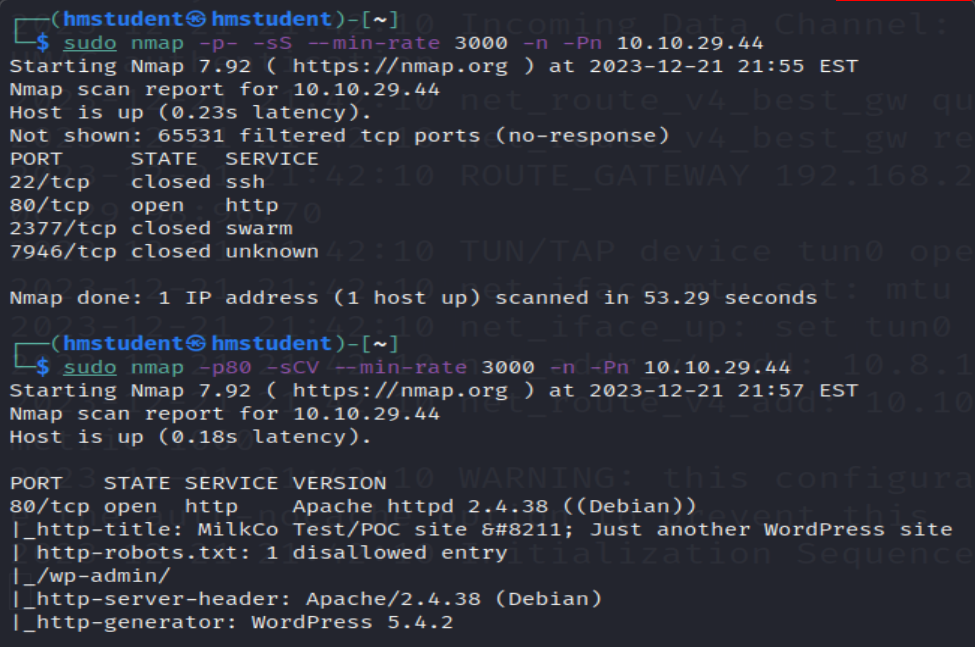 ┌──(hmstudent㉿hmstudent)-[~]
└─$ sudo nmap -p- -sS --min-rate 3000 -n -Pn 10.10.29.44
Starting Nmap 7.92 ( https://nmap.org ) at 2023-12-21 21:55 EST
Nmap scan report for 10.10.29.44
Host is up (0.23s latency).
Not shown: 65531 filtered tcp ports (no-response)
PORT     STATE  SERVICE
22/tcp   closed ssh
80/tcp   open   http
2377/tcp closed swarm
7946/tcp closed unknown

Nmap done: 1 IP address (1 host up) scanned in 53.29 seconds

┌──(hmstudent㉿hmstudent)-[~]
└─$ sudo nmap -p80 -sCV --min-rate 3000 -n -Pn 10.10.29.44
Starting Nmap 7.92 ( https://nmap.org ) at 2023-12-21 21:57 EST
Nmap scan report for 10.10.29.44
Host is up (0.18s latency).

PORT   STATE SERVICE VERSION
80/tcp open  http    Apache httpd 2.4.38 ((Debian))
|_http-title: MilkCo Test/POC site &#8211; Just another WordPress site
| http-robots.txt: 1 disallowed entry
|_/wp-admin/
|_http-server-header: Apache/2.4.38 (Debian)
|_http-generator: WordPress 5.4.2